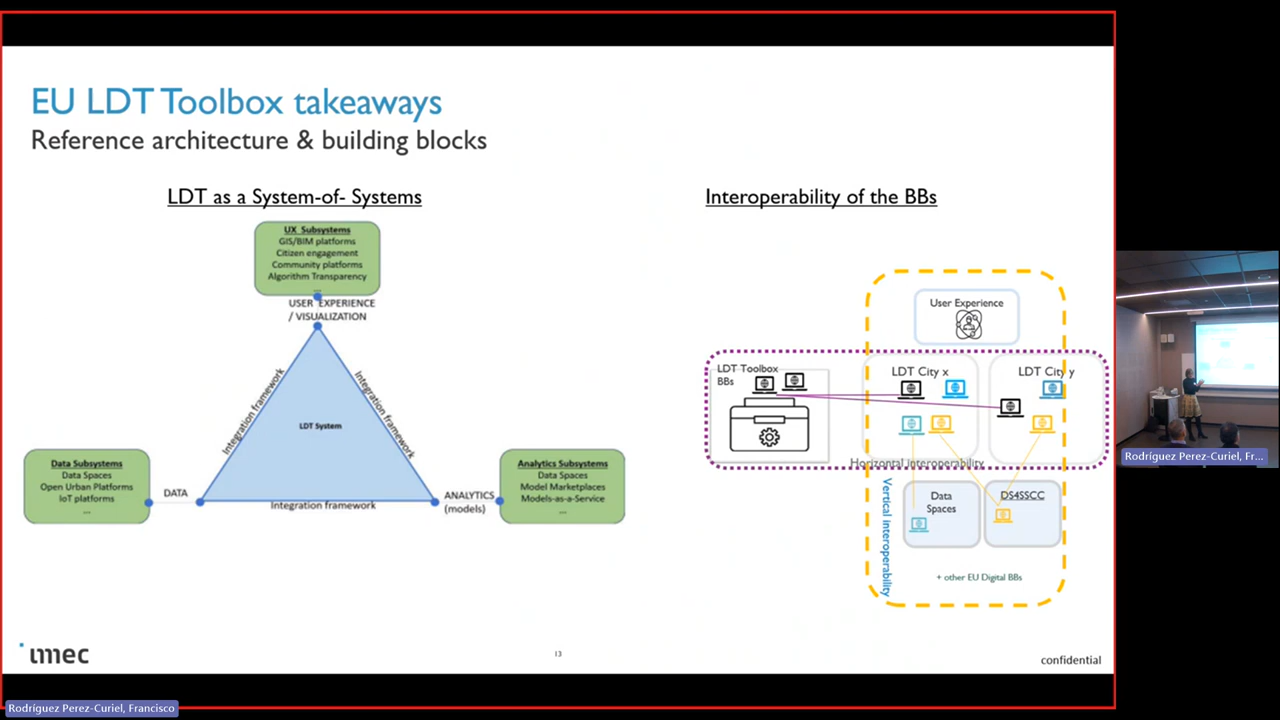 EU LDT Toolbox takeaways
Reference architecture & building blocks
LDT as a System-of- Systems
UX Subsystems
GIS/BIM platforms
Citizen engagement
Community platforms
Algorithm Transparency
...
USER EXPERIENCE
/ VISUALIZATION
Integration framework
Integration framework
LDT System
Data Subsystems
Data Spaces
Open Urban Platforms
IoT platforms
...
DATA
Integration framework
ANALYTICS
(models)
Analytics Subsystems
Data Spaces
Model Marketplaces
Models-as-a-Service
...
Interoperability of the BBs
User Experience
LDT Toolbox
BBs
LDT City x
LDT City y
Horizontal interoperability
Vertical interoperability
Data
Spaces
DS4SSCC
+ other EU Digital BBs
imec
13
confidential
Rodríguez Perez-Curiel, Fr...
Rodríguez Perez-Curiel, Francisco